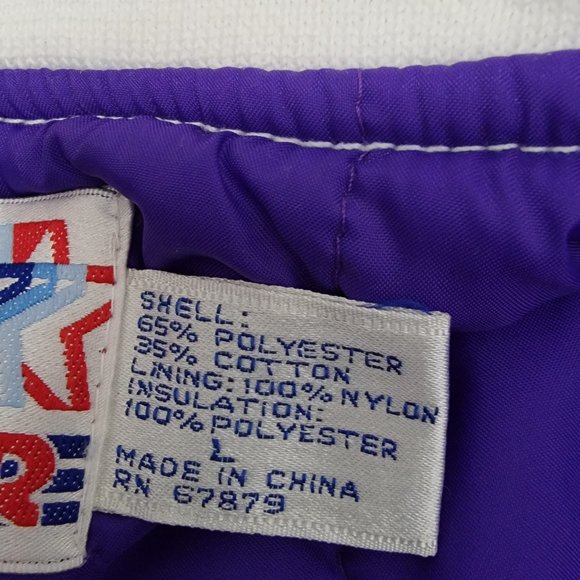 SHELL:
65% POLYESTER
35% COTTON
LINING: 100% NYLON
INSULATION:
100% POLYESTER
L
MADE IN CHINA
RN 67879
R